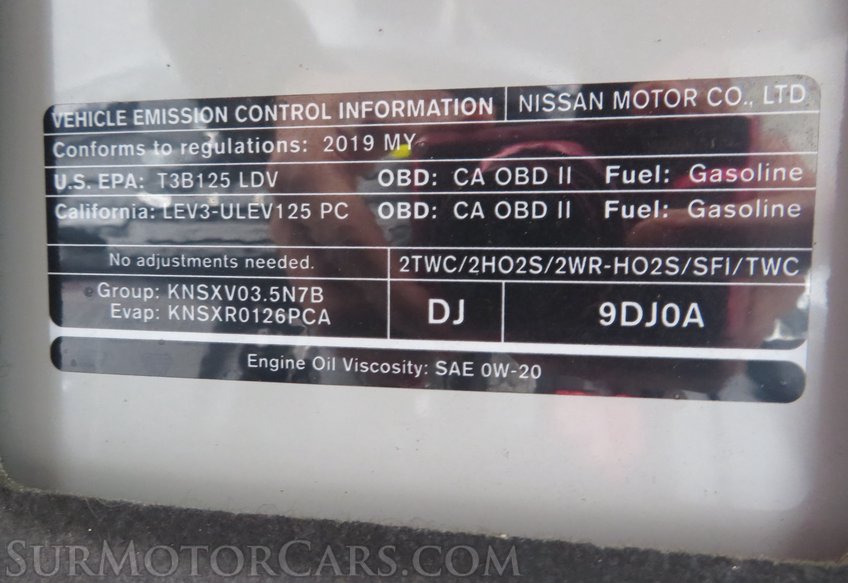 VEHICLE EMISSION CONTROL INFORMATION NISSAN MOTOR CO., LTD
Conforms to regulations: 2019 MY
U.S. EPA: T3B125 LDV OBD: CA OBD II Fuel: Gasoline
California: LEV3-ULEV125 PC OBD: CA OBD II Fuel: Gasoline
No adjustments needed. 2TWC/2HO2S/2WR-HO2S/SFI/TWC
Group: KNSXV03.5N7B
Evap: KNSXR0126PCA
DJ 9DJ0A
Engine Oil Viscosity: SAE 0W-20
SurMotorCars.com